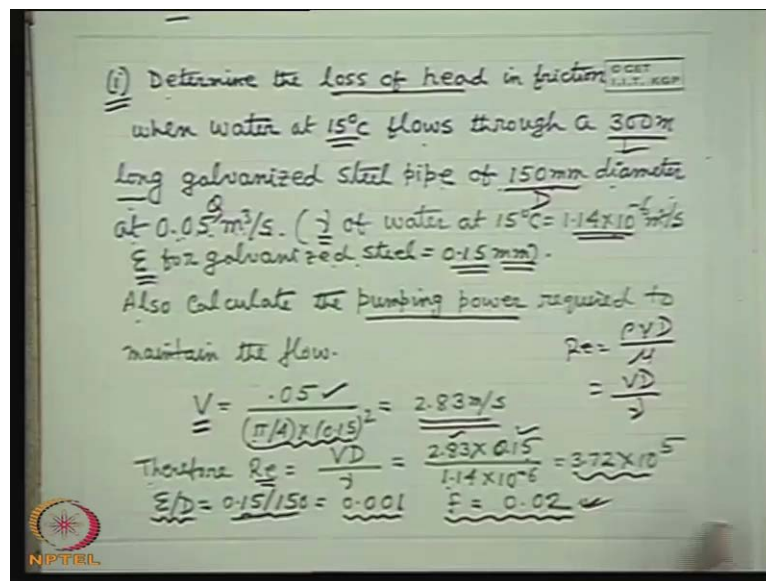 (i) Determine the loss of head in friction
© CET
I.I.T. KGP
when water at 15°C flows through a 300m
L
long galvanized steel pipe of 150mm diameter
Q D
at 0.05 m³/s. (ν of water at 15°C = 1.14×10⁻⁶ m²/s
ε for galvanized steel = 0.15 mm).
Also calculate the pumping power required to
maintain the flow.
Re = ρVD/μ
= VD/ν
V = .05/(π/4)×(0.15)² = 2.83 m/s
Therefore Re = VD/ν = 2.83×0.15/1.14×10⁻⁶ = 3.72×10⁵
ε/D = 0.15/150 = 0.001 f = 0.02
NPTEL